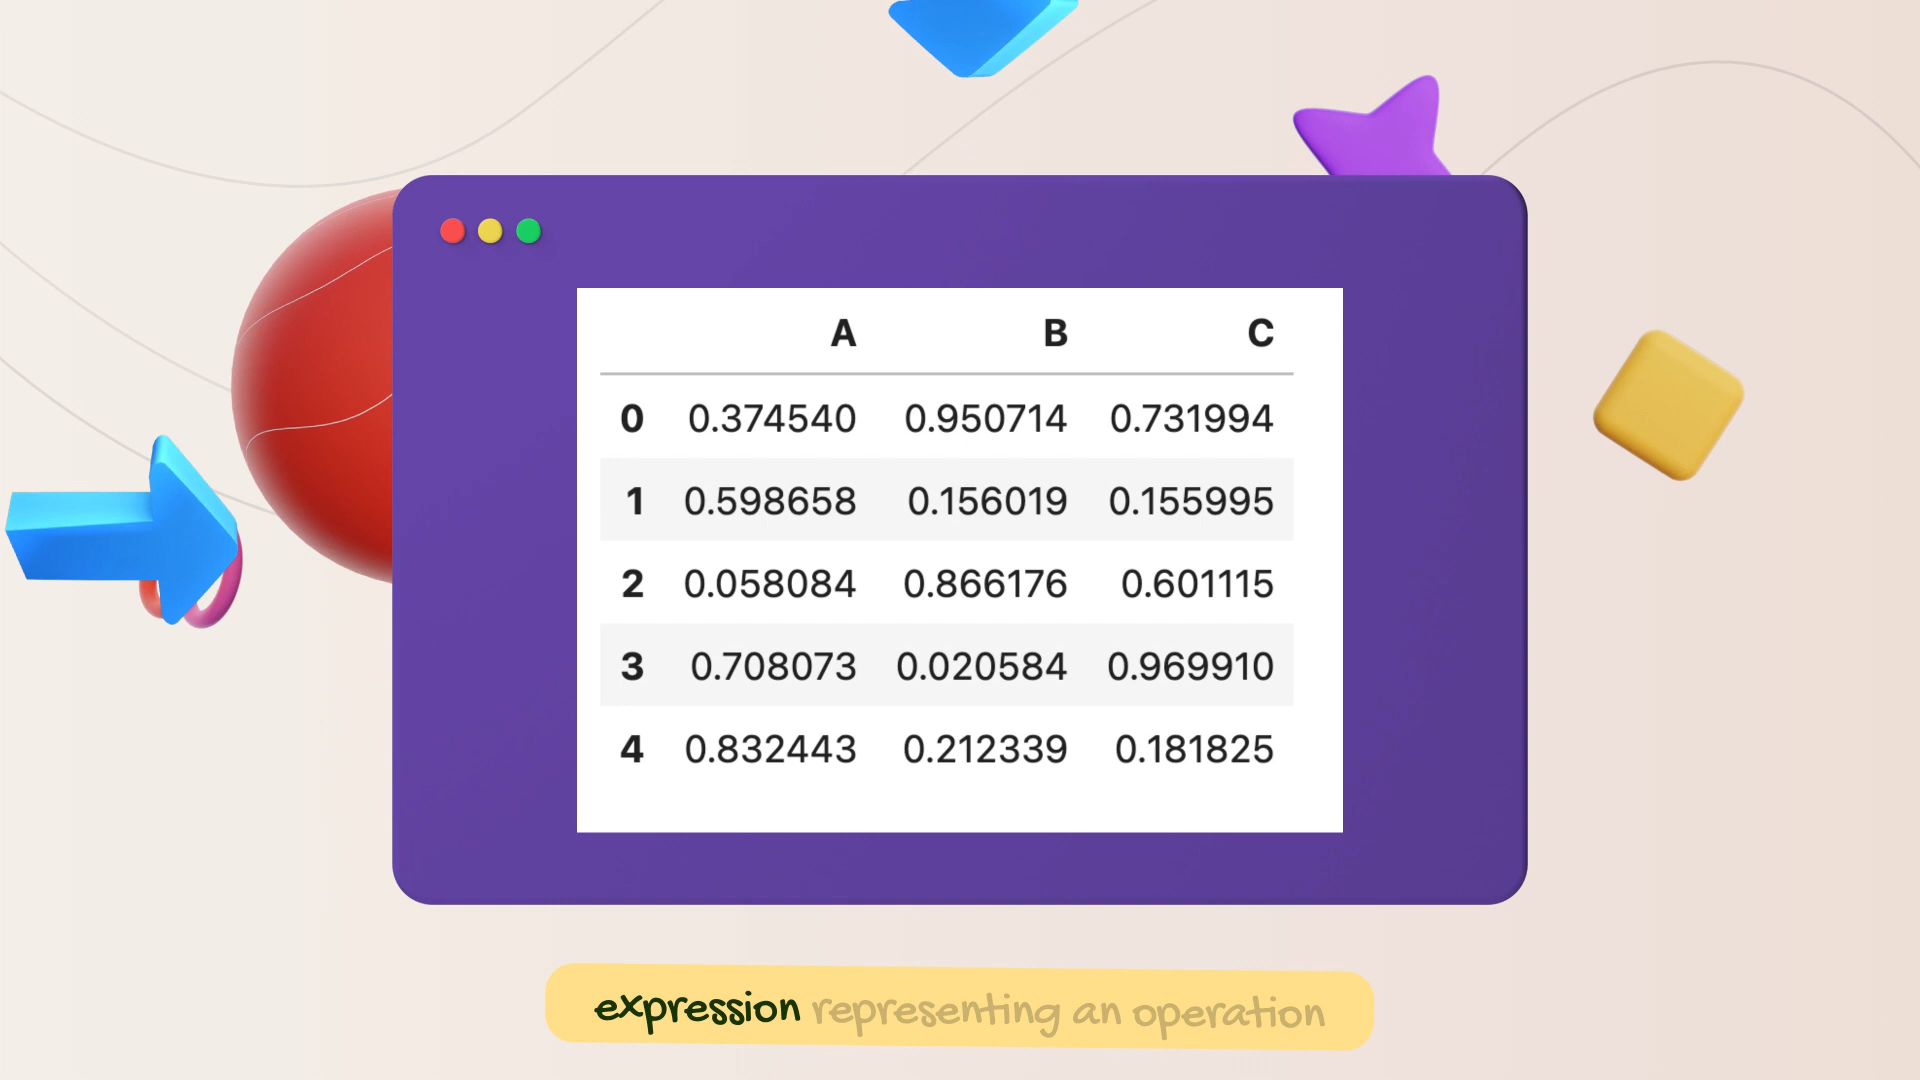 A B C
0 0.374540 0.950714 0.731994
1 0.598658 0.156019 0.155995
2 0.058084 0.866176 0.601115
3 0.708073 0.020584 0.969910
4 0.832443 0.212339 0.181825
expression representing an operation